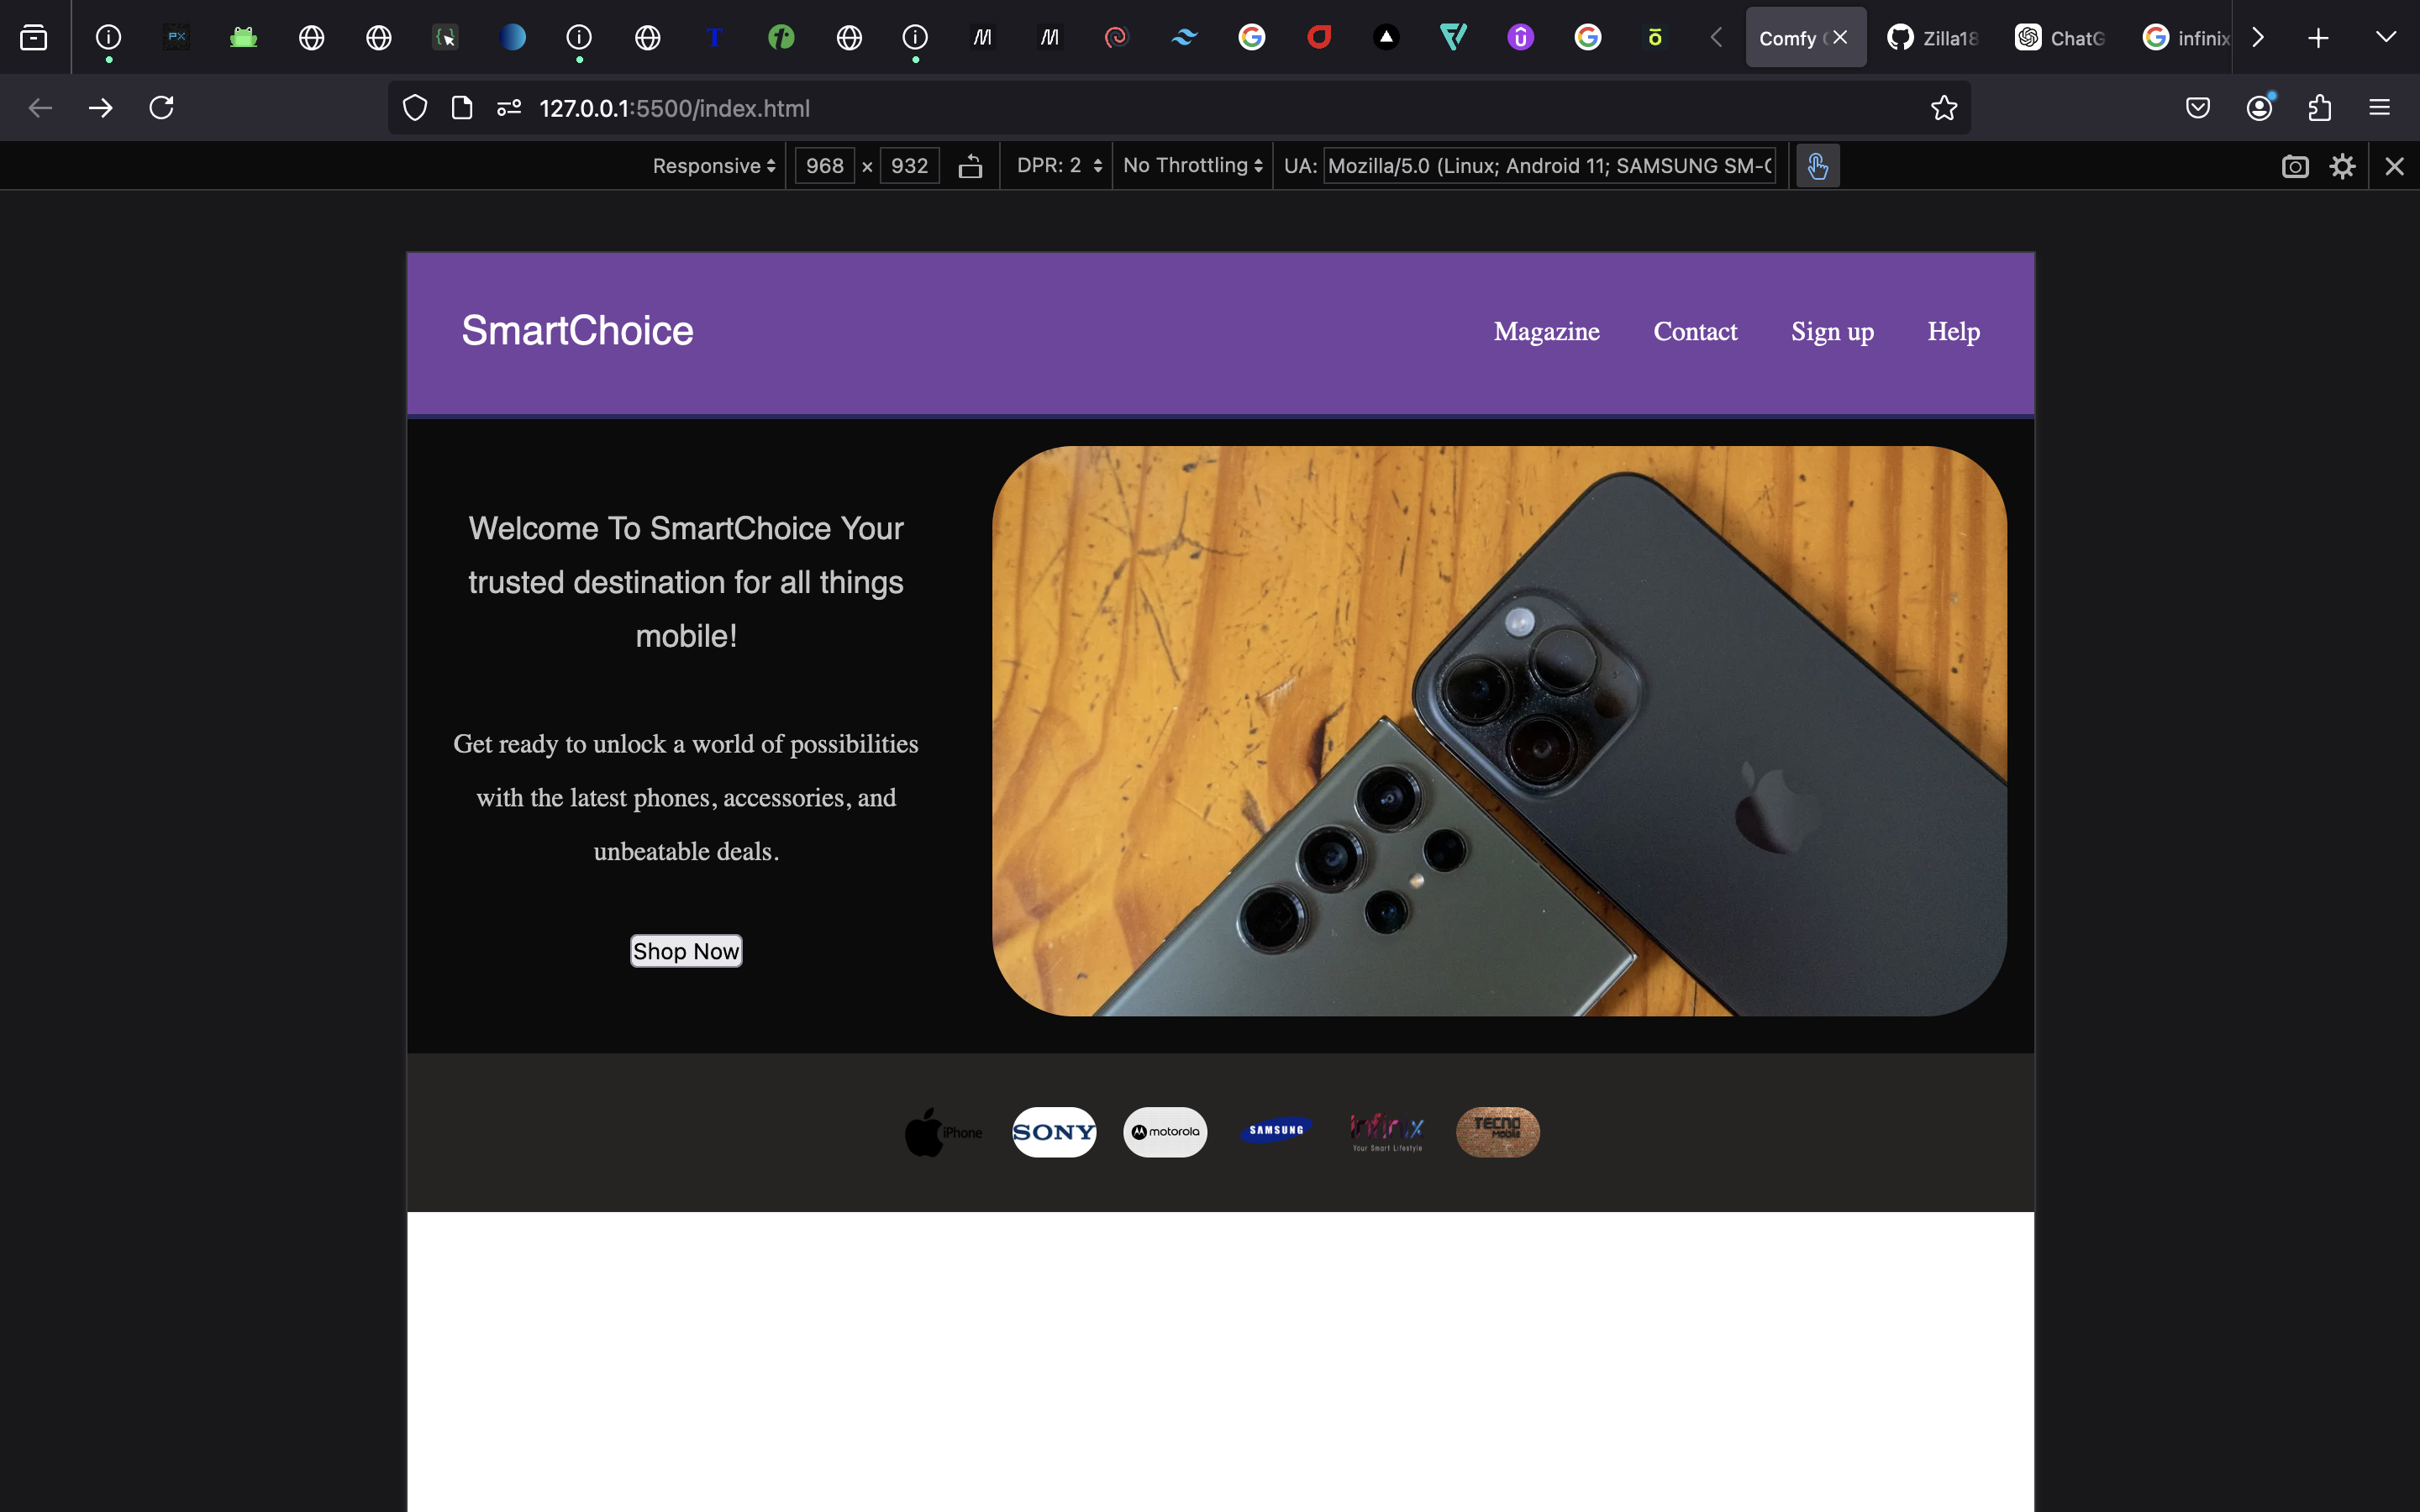 Comfy
Zilla18
ChatG
infinix
127.0.0.1:5500/index.html
Responsive
968 × 932
DPR: 2
No Throttling
UA: Mozilla/5.0 (Linux; Android 11; SAMSUNG SM-G
SmartChoice
Magazine
Contact
Sign up
Help
Welcome To SmartChoice Your
trusted destination for all things
mobile!
Get ready to unlock a world of possibilities
with the latest phones, accessories, and
unbeatable deals.
Shop Now
iPhone
SONY
motorola
SAMSUNG
infinix
Your Smart Lifestyle
TECNO
Mobile